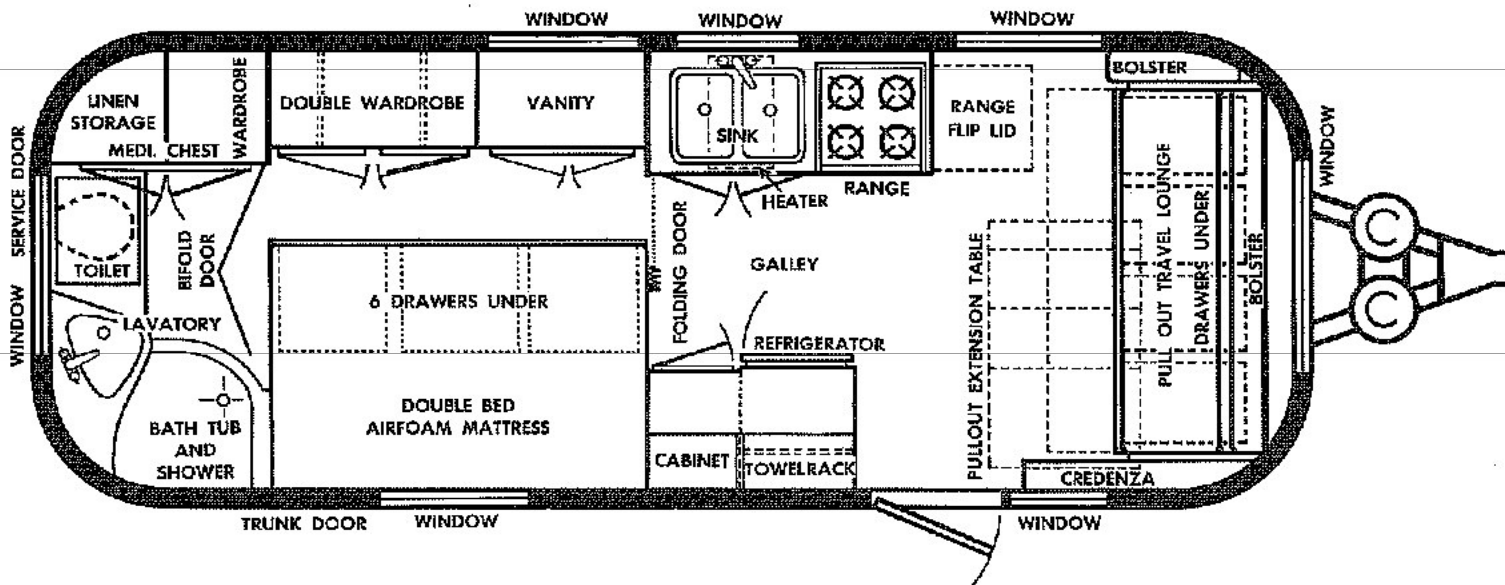 WINDOW
WINDOW
WINDOW
LINEN
STORAGE
WARDROBE
DOUBLE WARDROBE
VANITY
SINK
RANGE
FLIP LID
BOLSTER
MEDI. CHEST
HEATER
RANGE
WINDOW
SERVICE DOOR
WINDOW
TOILET
BIFOLD
DOOR
6 DRAWERS UNDER
FOLDING DOOR
GALLEY
PULLOUT EXTENSION TABLE
PULL OUT TRAVEL LOUNGE
DRAWERS UNDER
BOLSTER
LAVATORY
REFRIGERATOR
BATH TUB
AND
SHOWER
DOUBLE BED
AIRFOAM MATTRESS
CABINET
TOWELRACK
CREDENZA
TRUNK DOOR
WINDOW
WINDOW